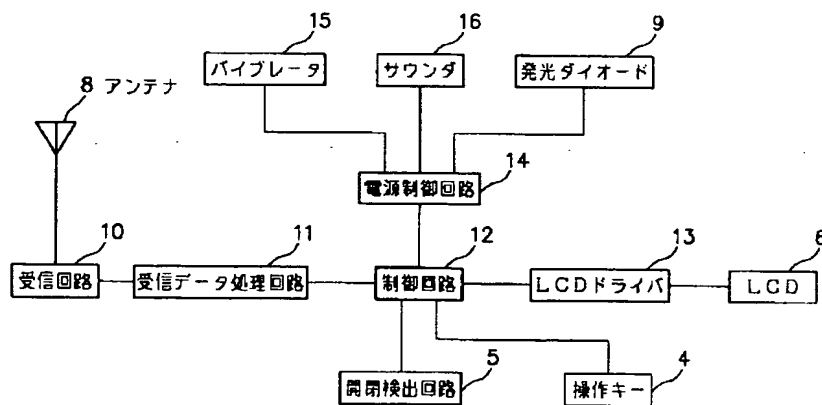 15
16
9
バイブレータ
サウンダ
発光ダイオード
8 アンテナ
電源制御回路
14
10
11
12
13
6
受信回路
受信データ処理回路
制御回路
LCDドライバ
LCD
開閉検出回路
5
操作キー
4